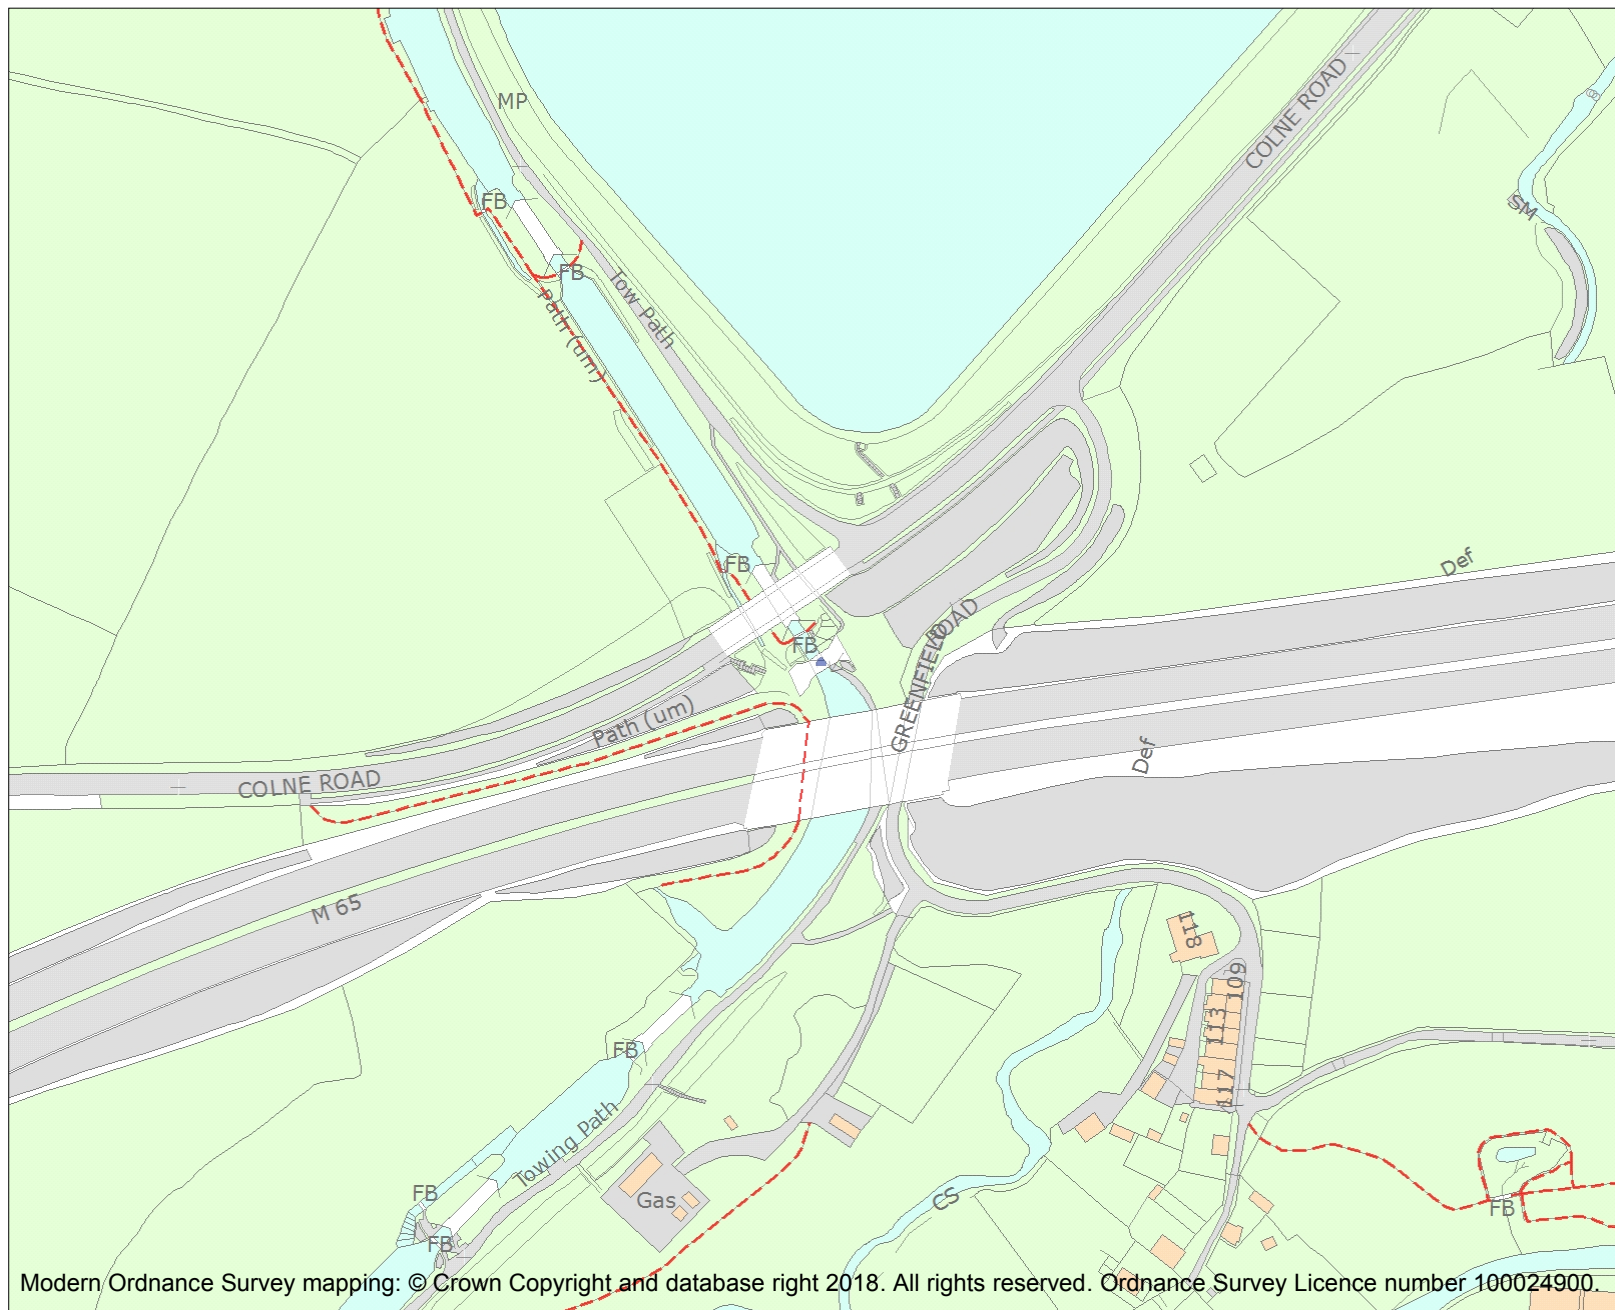 MP
COLNE ROAD
FB
SM
FB
Tow Path
Path (um)
FB
Def
GREENFIELD
ROAD
FB
Path (um)
Def
COLNE ROAD
M 65
118
109
113
FB
117
Towing Path
FB
Gas
CS
FB
FB
Modern Ordnance Survey mapping: © Crown Copyright and database right 2018. All rights reserved. Ordnance Survey Licence number 100024900.